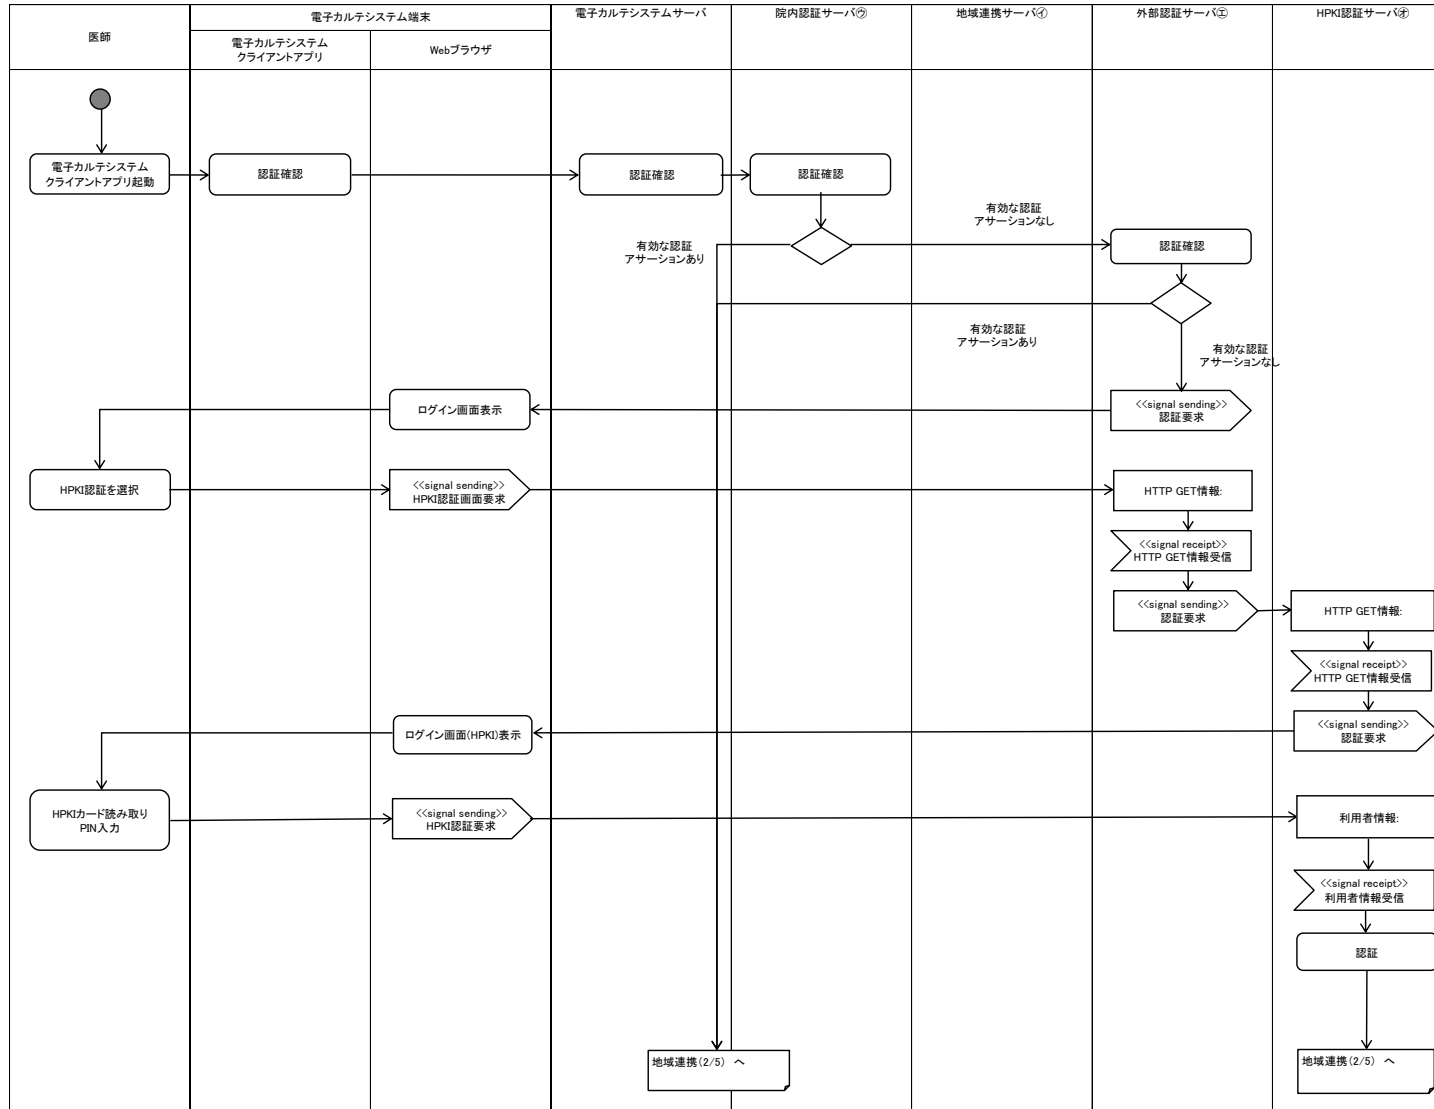 医師
電子カルテシステム端末
電子カルテシステム
クライアントアプリ
Webブラウザ
電子カルテシステムサーバ
院内認証サーバ㋒
地域連携サーバ㋑
外部認証サーバ㋓
HPKI認証サーバ㋔
電子カルテシステム
クライアントアプリ起動
認証確認
認証確認
認証確認
有効な認証
アサーションなし
有効な認証
アサーションあり
認証確認
有効な認証
アサーションあり
有効な認証
アサーションなし
ログイン画面表示
<<signal sending>>
認証要求
HPKI認証を選択
<<signal sending>>
HPKI認証画面要求
HTTP GET情報:
<<signal receipt>>
HTTP GET情報受信
<<signal sending>>
認証要求
HTTP GET情報:
<<signal receipt>>
HTTP GET情報受信
<<signal sending>>
認証要求
ログイン画面(HPKI)表示
HPKIカード読み取り
PIN入力
<<signal sending>>
HPKI認証要求
利用者情報:
<<signal receipt>>
利用者情報受信
認証
地域連携(2/5) へ
地域連携(2/5) へ